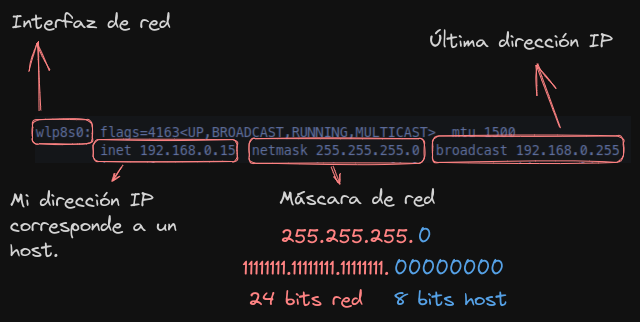 Interfaz de red
Última dirección IP
wlp8s0: flags=4163<UP,BROADCAST,RUNNING,MULTICAST> mtu 1500
inet 192.168.0.15 netmask 255.255.255.0 broadcast 192.168.0.255
Mi dirección IP
corresponde a un
host.
Máscara de red
255.255.255.0
11111111.11111111.11111111.00000000
24 bits red 8 bits host